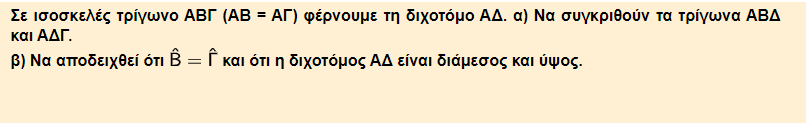 Σε ισοσκελές τρίγωνο ΑΒΓ (ΑΒ = ΑΓ) φέρνουμε τη διχοτόμο ΑΔ. α) Να συγκριθούν τα τρίγωνα ΑΒΔ
και ΑΔΓ.
β) Να αποδειχθεί ότι B̂ = Γ̂ και ότι η διχοτόμος ΑΔ είναι διάμεσος και ύψος.